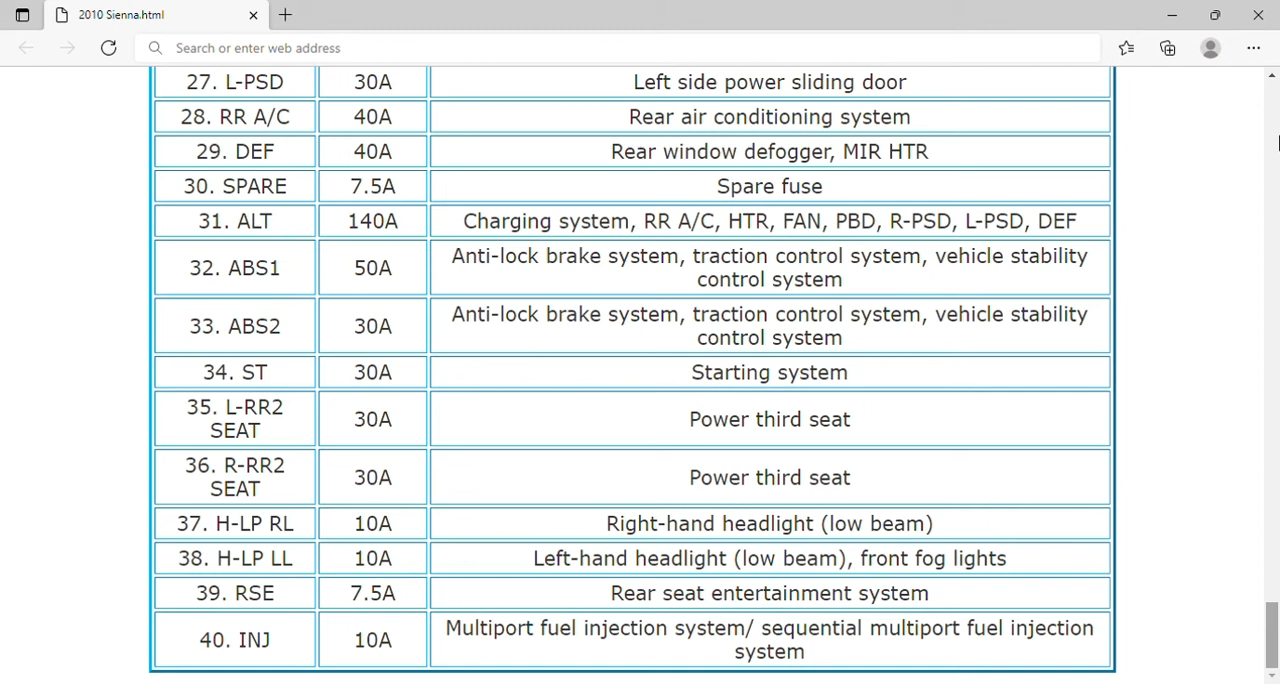 2010 Sienna.html
Search or enter web address
27. L-PSD 30A Left side power sliding door
28. RR A/C 40A Rear air conditioning system
29. DEF 40A Rear window defogger, MIR HTR
30. SPARE 7.5A Spare fuse
31. ALT 140A Charging system, RR A/C, HTR, FAN, PBD, R-PSD, L-PSD, DEF
32. ABS1 50A Anti-lock brake system, traction control system, vehicle stability
control system
33. ABS2 30A Anti-lock brake system, traction control system, vehicle stability
control system
34. ST 30A Starting system
35. L-RR2
SEAT 30A Power third seat
36. R-RR2
SEAT 30A Power third seat
37. H-LP RL 10A Right-hand headlight (low beam)
38. H-LP LL 10A Left-hand headlight (low beam), front fog lights
39. RSE 7.5A Rear seat entertainment system
40. INJ 10A Multiport fuel injection system/ sequential multiport fuel injection
system